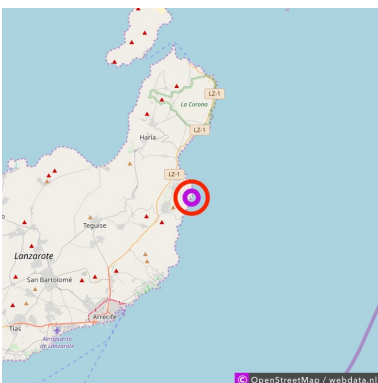 LZ-1
La Corona
LZ-1
Haría
LZ-1
Teguise
Lanzarote
San Bartolomé
Arrecife
Tías
Aeropuerto
de Lanzarote
© OpenStreetMap / webdata.nl